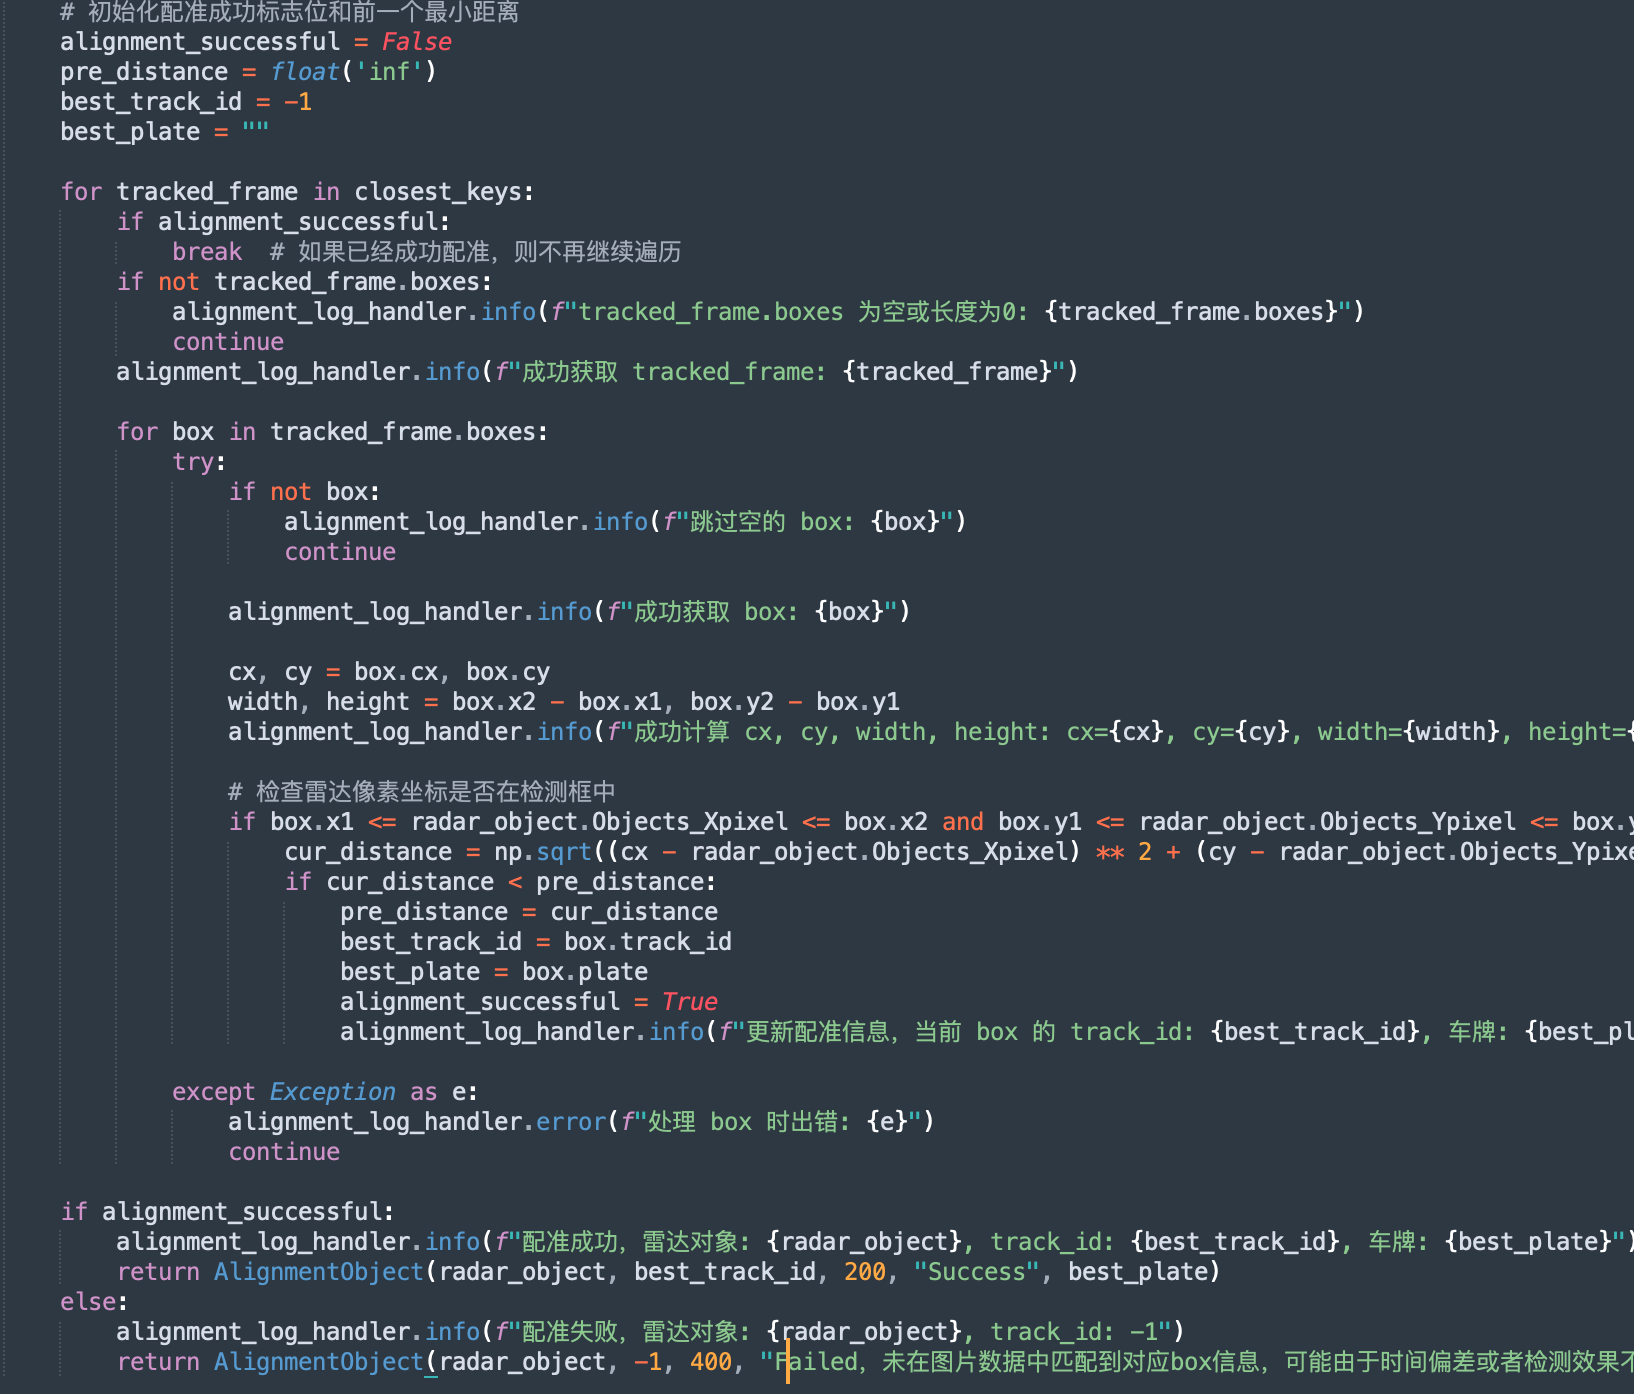 # 初始化配准成功标志位和前一个最小距离
alignment_successful = False
pre_distance = float('inf')
best_track_id = -1
best_plate = ""
for tracked_frame in closest_keys:
if alignment_successful:
break  # 如果已经成功配准，则不再继续遍历
if not tracked_frame.boxes:
alignment_log_handler.info(f"tracked_frame.boxes 为空或长度为0: {tracked_frame.boxes}")
continue
alignment_log_handler.info(f"成功获取 tracked_frame: {tracked_frame}")
for box in tracked_frame.boxes:
try:
if not box:
alignment_log_handler.info(f"跳过空的 box: {box}")
continue
alignment_log_handler.info(f"成功获取 box: {box}")
cx, cy = box.cx, box.cy
width, height = box.x2 - box.x1, box.y2 - box.y1
alignment_log_handler.info(f"成功计算 cx, cy, width, height: cx={cx}, cy={cy}, width={width}, height={
# 检查雷达像素坐标是否在检测框中
if box.x1 <= radar_object.Objects_Xpixel <= box.x2 and box.y1 <= radar_object.Objects_Ypixel <= box.y
cur_distance = np.sqrt((cx - radar_object.Objects_Xpixel) ** 2 + (cy - radar_object.Objects_Ypixe
if cur_distance < pre_distance:
pre_distance = cur_distance
best_track_id = box.track_id
best_plate = box.plate
alignment_successful = True
alignment_log_handler.info(f"更新配准信息，当前 box 的 track_id: {best_track_id}, 车牌: {best_pl
except Exception as e:
alignment_log_handler.error(f"处理 box 时出错: {e}")
continue
if alignment_successful:
alignment_log_handler.info(f"配准成功，雷达对象: {radar_object}, track_id: {best_track_id}, 车牌: {best_plate}")
return AlignmentObject(radar_object, best_track_id, 200, "Success", best_plate)
else:
alignment_log_handler.info(f"配准失败，雷达对象: {radar_object}, track_id: -1")
return AlignmentObject(radar_object, -1, 400, "Failed, 未在图片数据中匹配到对应box信息，可能由于时间偏差或者检测效果不